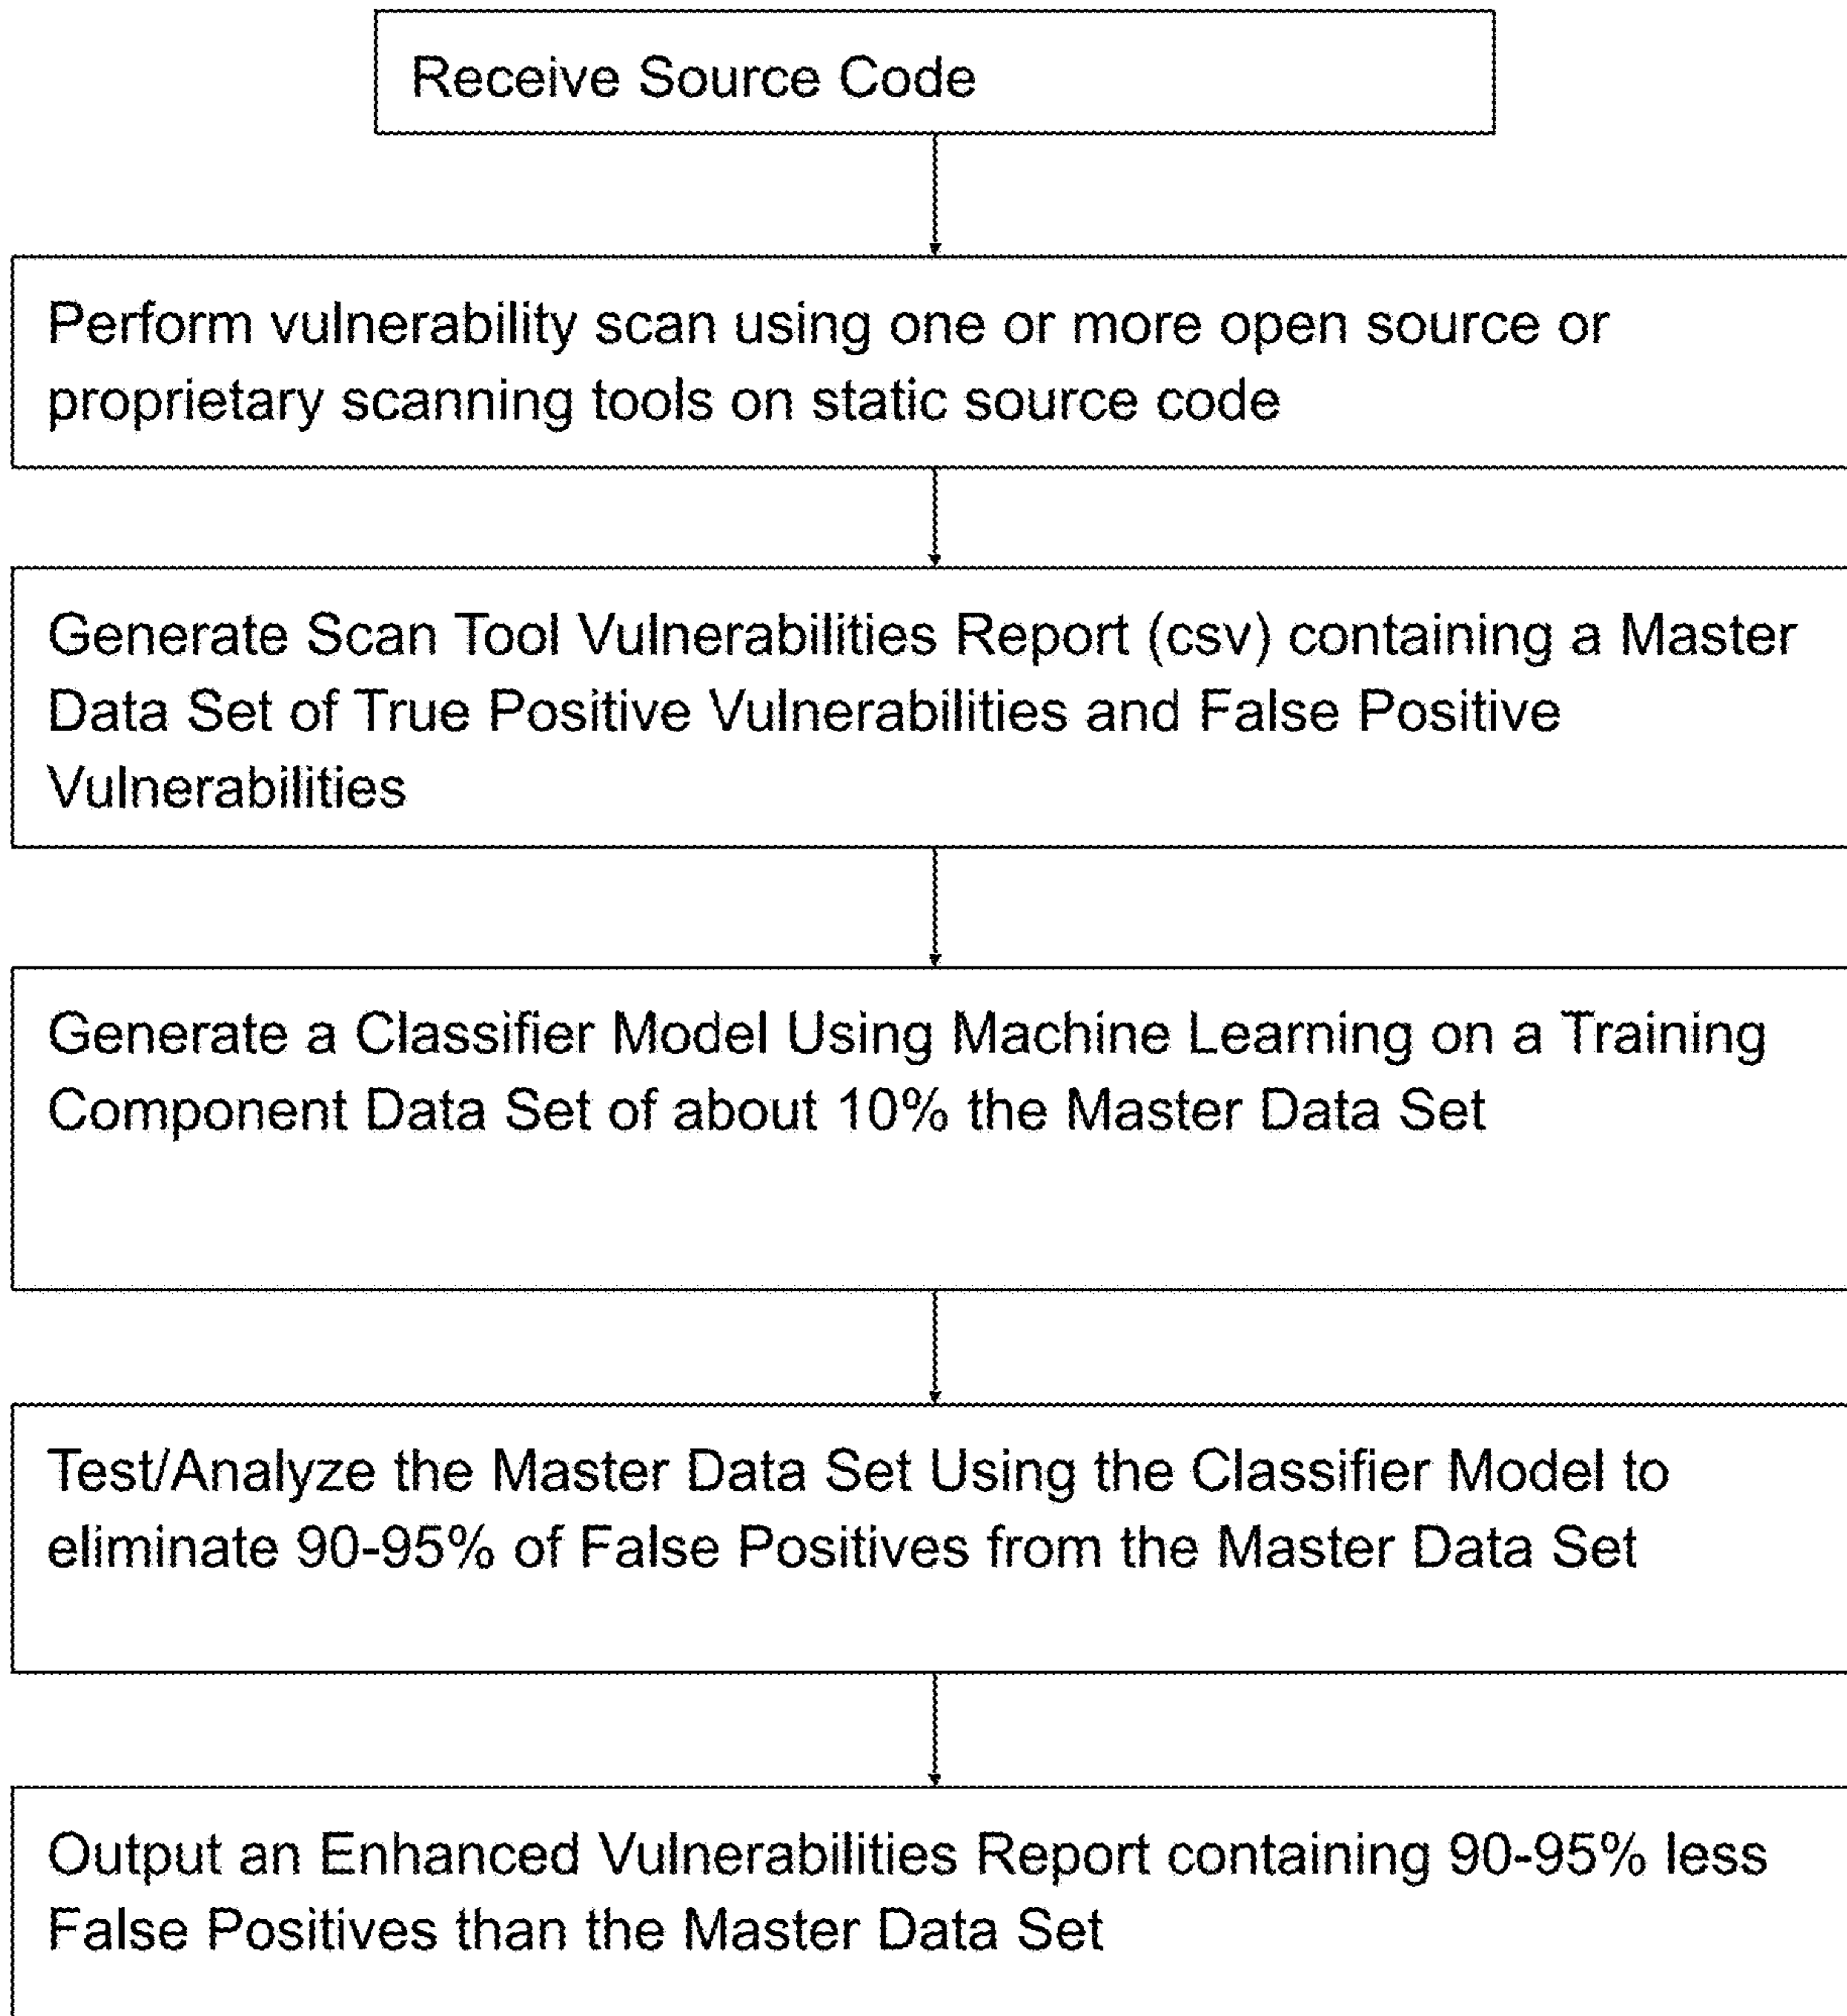 Receive Source Code
Perform vulnerability scan using one or more open source or
proprietary scanning tools on static source code
Generate Scan Tool Vulnerabilities Report (csv) containing a Master
Data Set of True Positive Vulnerabilities and False Positive
Vulnerabilities
Generate a Classifier Model Using Machine Learning on a Training
Component Data Set of about 10% the Master Data Set
Test/Analyze the Master Data Set Using the Classifier Model to
eliminate 90-95% of False Positives from the Master Data Set
Output an Enhanced Vulnerabilities Report containing 90-95% less
False Positives than the Master Data Set